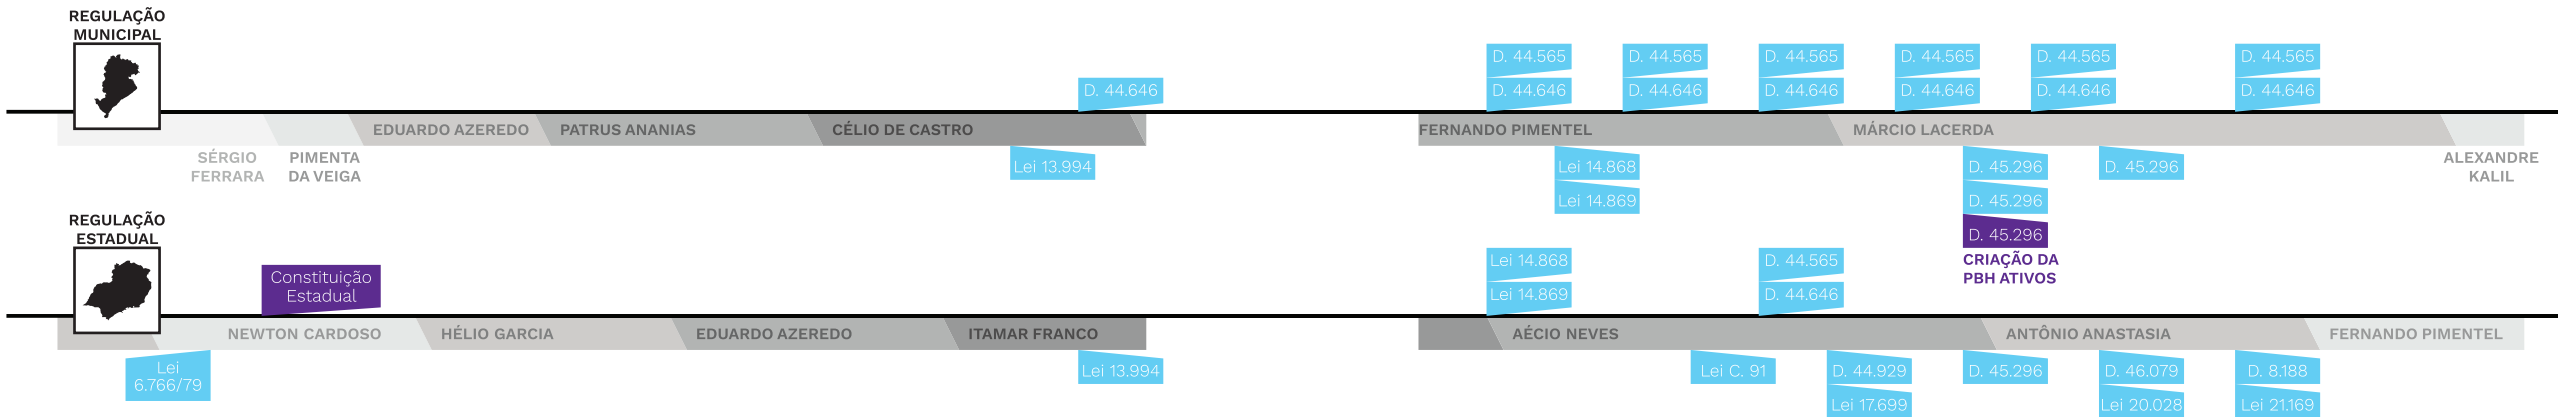 REGULAÇÃO
MUNICIPAL
D. 44.565
D. 44.565
D. 44.565
D. 44.565
D. 44.565
D. 44.565
D. 44.646
D. 44.646
D. 44.646
D. 44.646
D. 44.646
D. 44.646
D. 44.646
EDUARDO AZEREDO
PATRUS ANANIAS
CÉLIO DE CASTRO
FERNANDO PIMENTEL
MÁRCIO LACERDA
SÉRGIO
FERRARA
PIMENTA
DA VEIGA
ALEXANDRE
KALIL
Lei 13.994
Lei 14.868
Lei 14.869
D. 45.296
D. 45.296
D. 45.296
D. 45.296
CRIAÇÃO DA
PBH ATIVOS
REGULAÇÃO
ESTADUAL
Constituição
Estadual
Lei 14.868
Lei 14.869
D. 44.565
D. 44.646
NEWTON CARDOSO
HÉLIO GARCIA
EDUARDO AZEREDO
ITAMAR FRANCO
AÉCIO NEVES
ANTÔNIO ANASTASIA
FERNANDO PIMENTEL
Lei
6.766/79
Lei 13.994
Lei C. 91
D. 44.929
Lei 17.699
D. 45.296
D. 46.079
Lei 20.028
D. 8.188
Lei 21.169